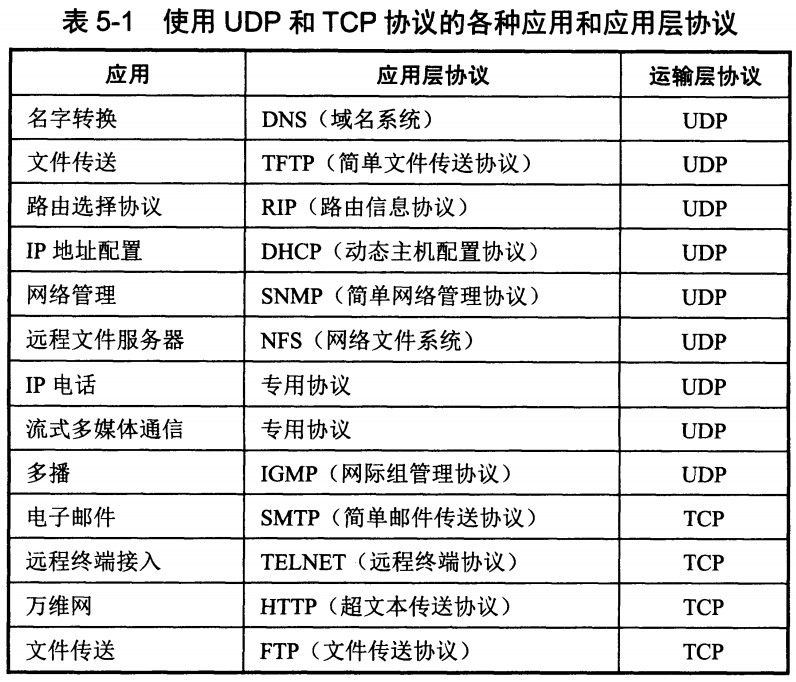 表 5-1 使用 UDP 和 TCP 协议的各种应用和应用层协议
应用 应用层协议 运输层协议
名字转换 DNS（域名系统） UDP
文件传送 TFTP（简单文件传送协议） UDP
路由选择协议 RIP（路由信息协议） UDP
IP 地址配置 DHCP（动态主机配置协议） UDP
网络管理 SNMP（简单网络管理协议） UDP
远程文件服务器 NFS（网络文件系统） UDP
IP 电话 专用协议 UDP
流式多媒体通信 专用协议 UDP
多播 IGMP（网际组管理协议） UDP
电子邮件 SMTP（简单邮件传送协议） TCP
远程终端接入 TELNET（远程终端协议） TCP
万维网 HTTP（超文本传送协议） TCP
文件传送 FTP（文件传送协议） TCP